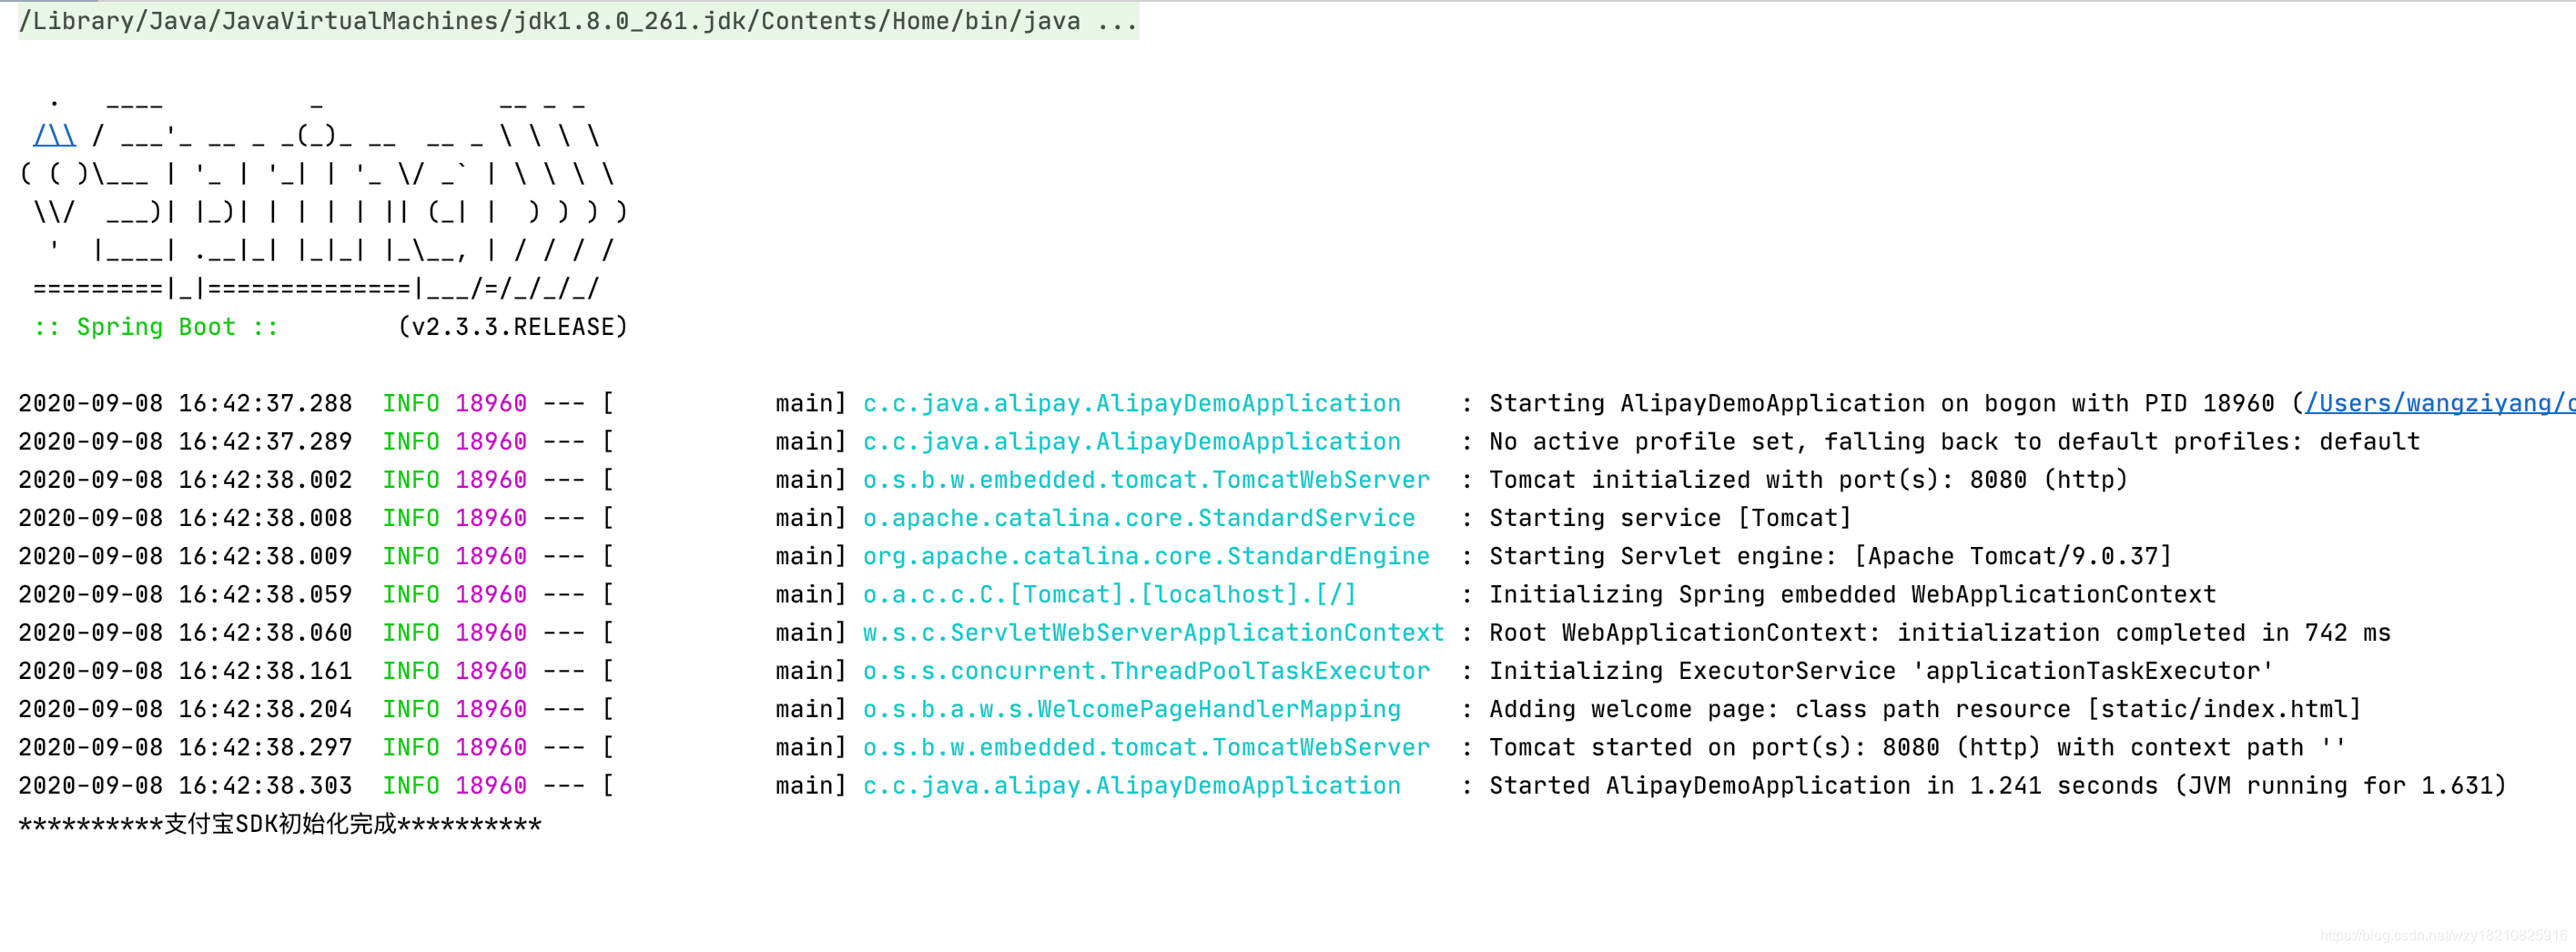 /Library/Java/JavaVirtualMachines/jdk1.8.0_261.jdk/Contents/Home/bin/java ...
  .   ____          _            __ _ _
 /\\ / ___'_ __ _ _(_)_ __  __ _ \ \ \ \
( ( )\___ | '_ | '_| | '_ \/ _` | \ \ \ \
 \\/  ___)| |_)| | | | | || (_| |  ) ) ) )
  '  |____| .__|_| |_|_| |_\__, | / / / /
 =========|_|==============|___/=/_/_/_/
 :: Spring Boot ::        (v2.3.3.RELEASE)
2020-09-08 16:42:37.288  INFO 18960 --- [           main] c.c.java.alipay.AlipayDemoApplication    : Starting AlipayDemoApplication on bogon with PID 18960 (/Users/wangziyang/
2020-09-08 16:42:37.289  INFO 18960 --- [           main] c.c.java.alipay.AlipayDemoApplication    : No active profile set, falling back to default profiles: default
2020-09-08 16:42:38.002  INFO 18960 --- [           main] o.s.b.w.embedded.tomcat.TomcatWebServer  : Tomcat initialized with port(s): 8080 (http)
2020-09-08 16:42:38.008  INFO 18960 --- [           main] o.apache.catalina.core.StandardService   : Starting service [Tomcat]
2020-09-08 16:42:38.009  INFO 18960 --- [           main] org.apache.catalina.core.StandardEngine  : Starting Servlet engine: [Apache Tomcat/9.0.37]
2020-09-08 16:42:38.059  INFO 18960 --- [           main] o.a.c.c.C.[Tomcat].[localhost].[/]       : Initializing Spring embedded WebApplicationContext
2020-09-08 16:42:38.060  INFO 18960 --- [           main] w.s.c.ServletWebServerApplicationContext : Root WebApplicationContext: initialization completed in 742 ms
2020-09-08 16:42:38.161  INFO 18960 --- [           main] o.s.s.concurrent.ThreadPoolTaskExecutor  : Initializing ExecutorService 'applicationTaskExecutor'
2020-09-08 16:42:38.204  INFO 18960 --- [           main] o.s.b.a.w.s.WelcomePageHandlerMapping    : Adding welcome page: class path resource [static/index.html]
2020-09-08 16:42:38.297  INFO 18960 --- [           main] o.s.b.w.embedded.tomcat.TomcatWebServer  : Tomcat started on port(s): 8080 (http) with context path ''
2020-09-08 16:42:38.303  INFO 18960 --- [           main] c.c.java.alipay.AlipayDemoApplication    : Started AlipayDemoApplication in 1.241 seconds (JVM running for 1.631)
**********支付宝SDK初始化完成**********
https://blog.csdn.net/wzy18210825916